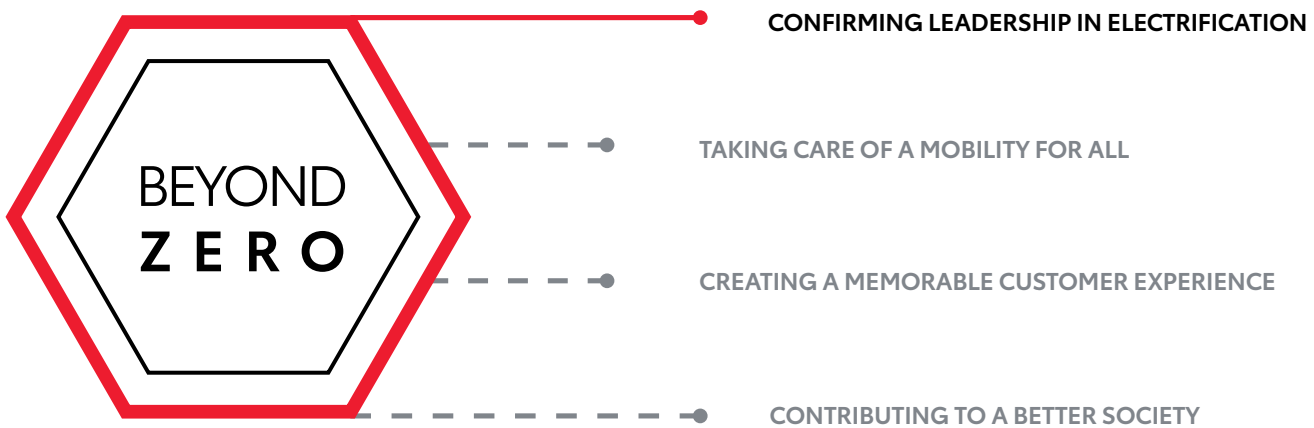 CONFIRMING LEADERSHIP IN ELECTRIFICATION
TAKING CARE OF A MOBILITY FOR ALL
BEYOND
ZERO
CREATING A MEMORABLE CUSTOMER EXPERIENCE
CONTRIBUTING TO A BETTER SOCIETY